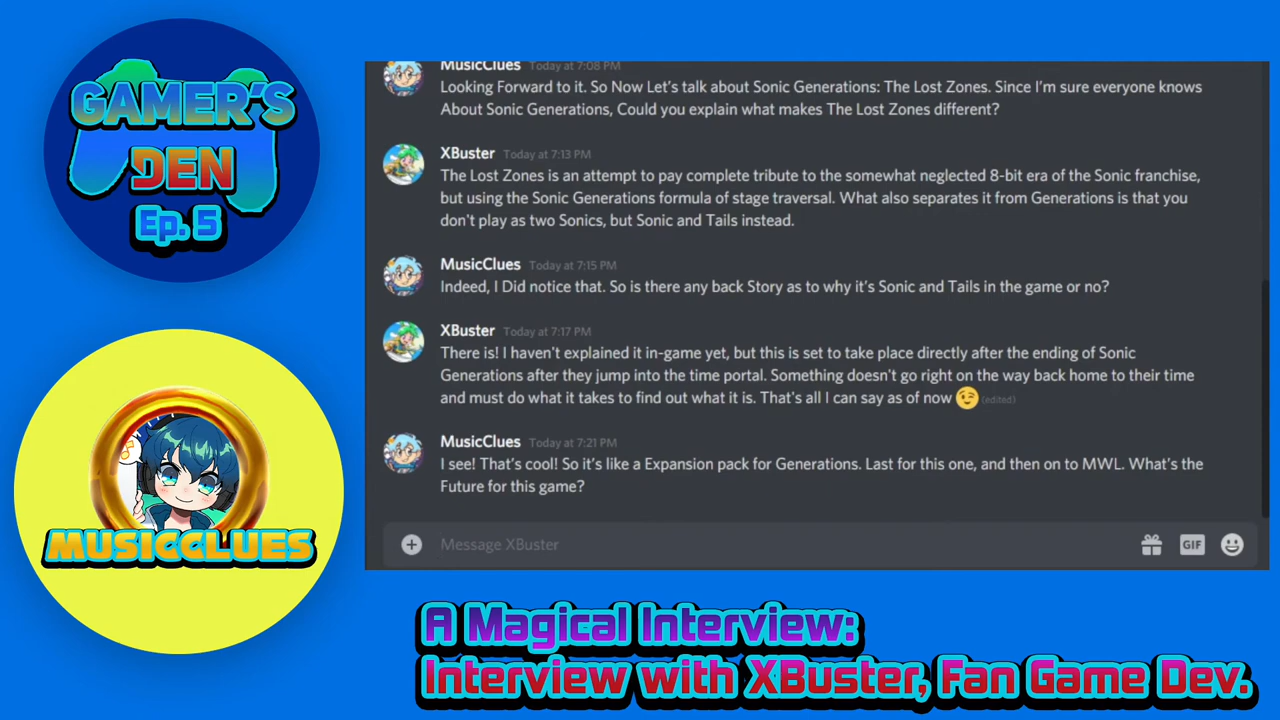 GAMER'S
DEN
Ep. 5
MUSICCLUES
MusicClues Today at 7:08 PM
Looking Forward to it. So Now Let's talk about Sonic Generations: The Lost Zones. Since I'm sure everyone knows
About Sonic Generations, Could you explain what makes The Lost Zones different?
XBuster Today at 7:13 PM
The Lost Zones is an attempt to pay complete tribute to the somewhat neglected 8-bit era of the Sonic franchise,
but using the Sonic Generations formula of stage traversal. What also separates it from Generations is that you
don't play as two Sonics, but Sonic and Tails instead.
MusicClues Today at 7:15 PM
Indeed, I Did notice that. So is there any back Story as to why it's Sonic and Tails in the game or no?
XBuster Today at 7:17 PM
There is! I haven't explained it in-game yet, but this is set to take place directly after the ending of Sonic
Generations after they jump into the time portal. Something doesn't go right on the way back home to their time
and must do what it takes to find out what it is. That's all I can say as of now 😉 (edited)
MusicClues Today at 7:21 PM
I see! That's cool! So it's like a Expansion pack for Generations. Last for this one, and then on to MWL. What's the
Future for this game?
Message XBuster
GIF
A Magical Interview:
Interview with XBuster, Fan Game Dev.